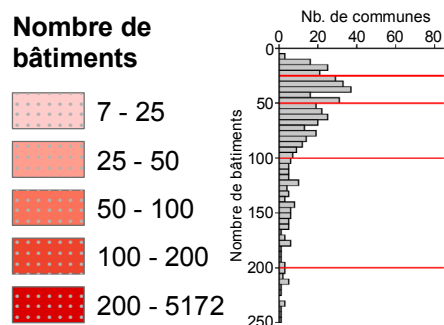 Nombre de
bâtiments
7 - 25
25 - 50
50 - 100
100 - 200
200 - 5172
Nb. de communes
0 20 40 60 80
Nombre de bâtiments
0
50
100
150
200
250